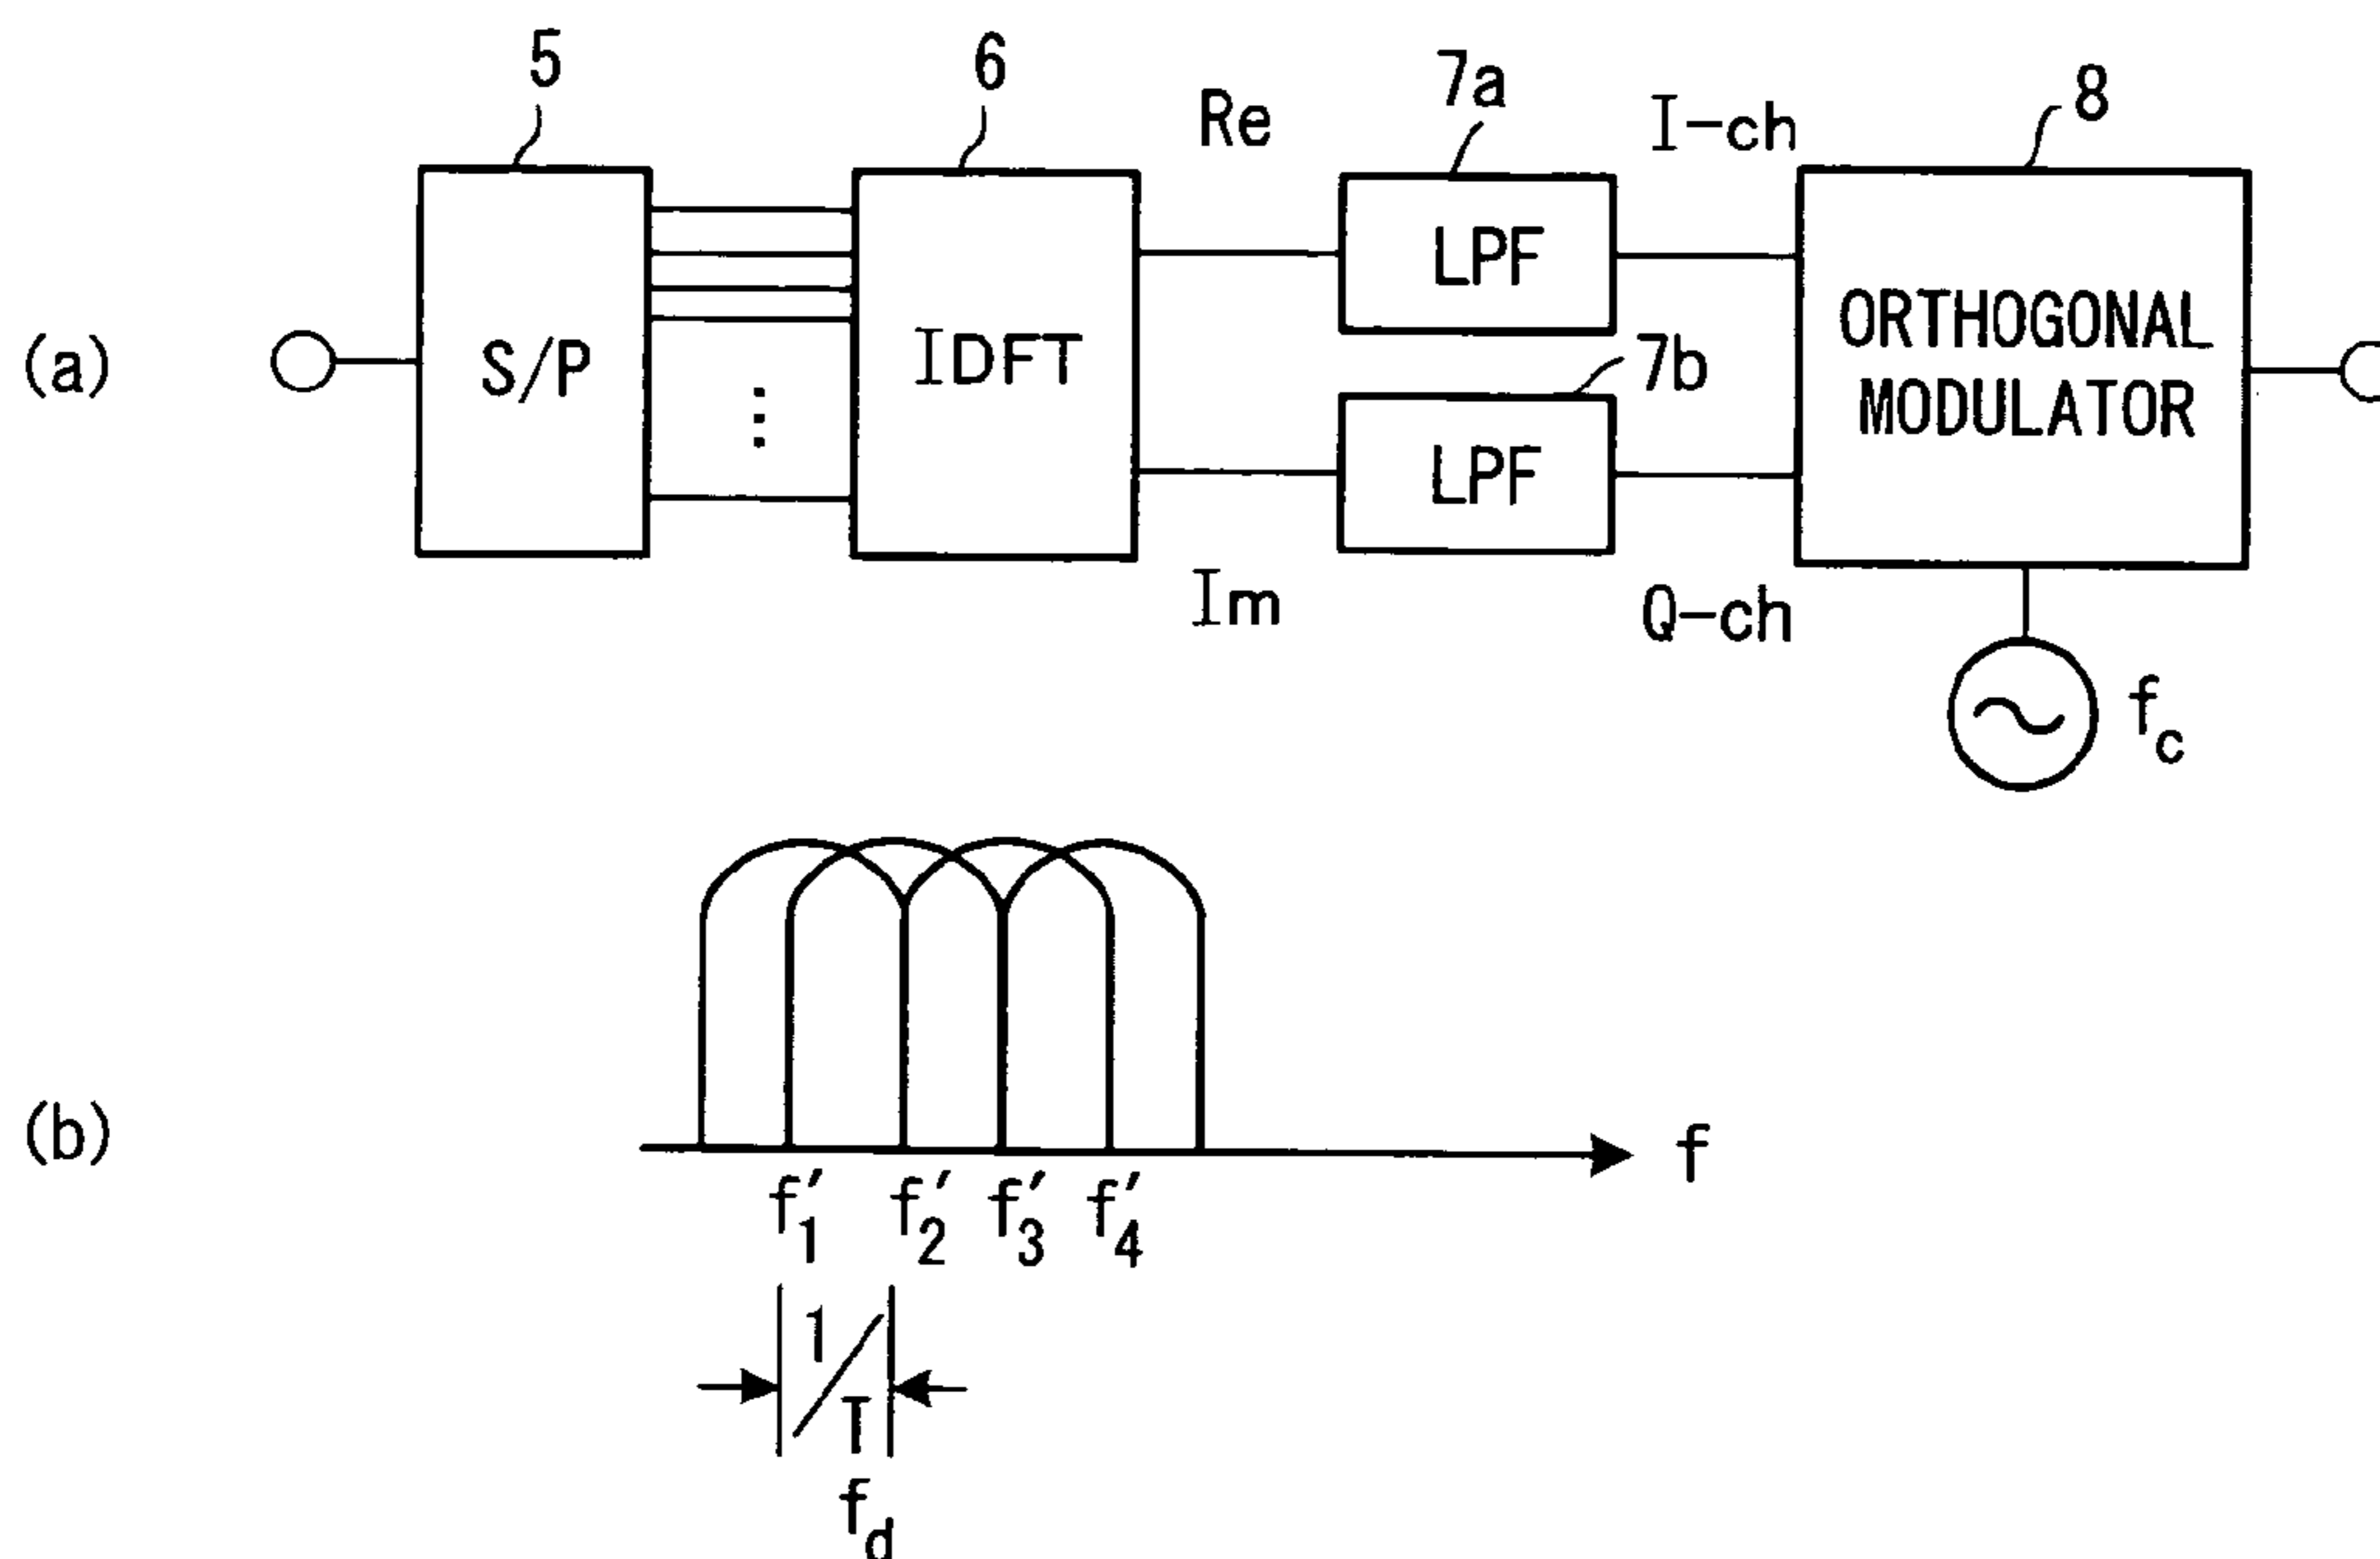 5
6
Re
7a
I-ch
8
(a)
S/P
IDFT
LPF
7b
LPF
ORTHOGONAL
MODULATOR
Im
Q-ch
fc
(b)
f
f'1
f'2
f'3
f'4
1/T
fd